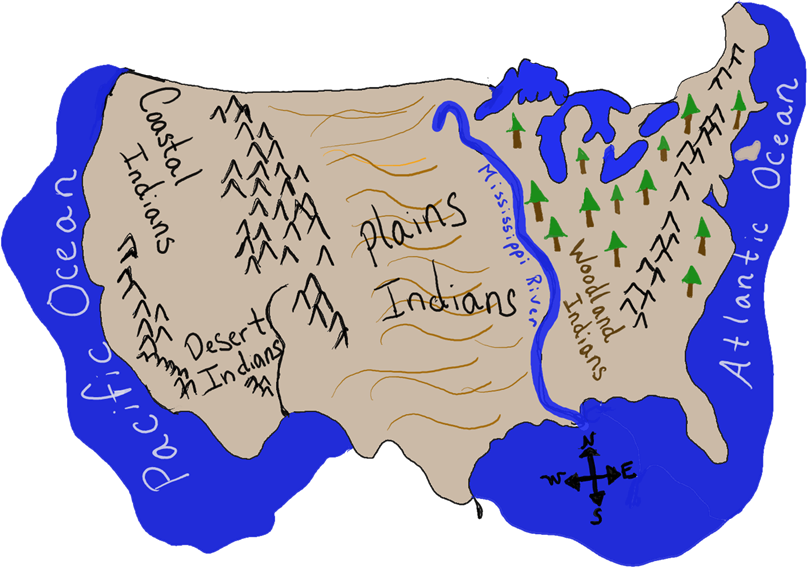 Coastal
Indians
Pacific Ocean
Desert
Indians
Plains
Indians
Mississippi River
Woodland
Indians
Atlantic Ocean
N
W E
S